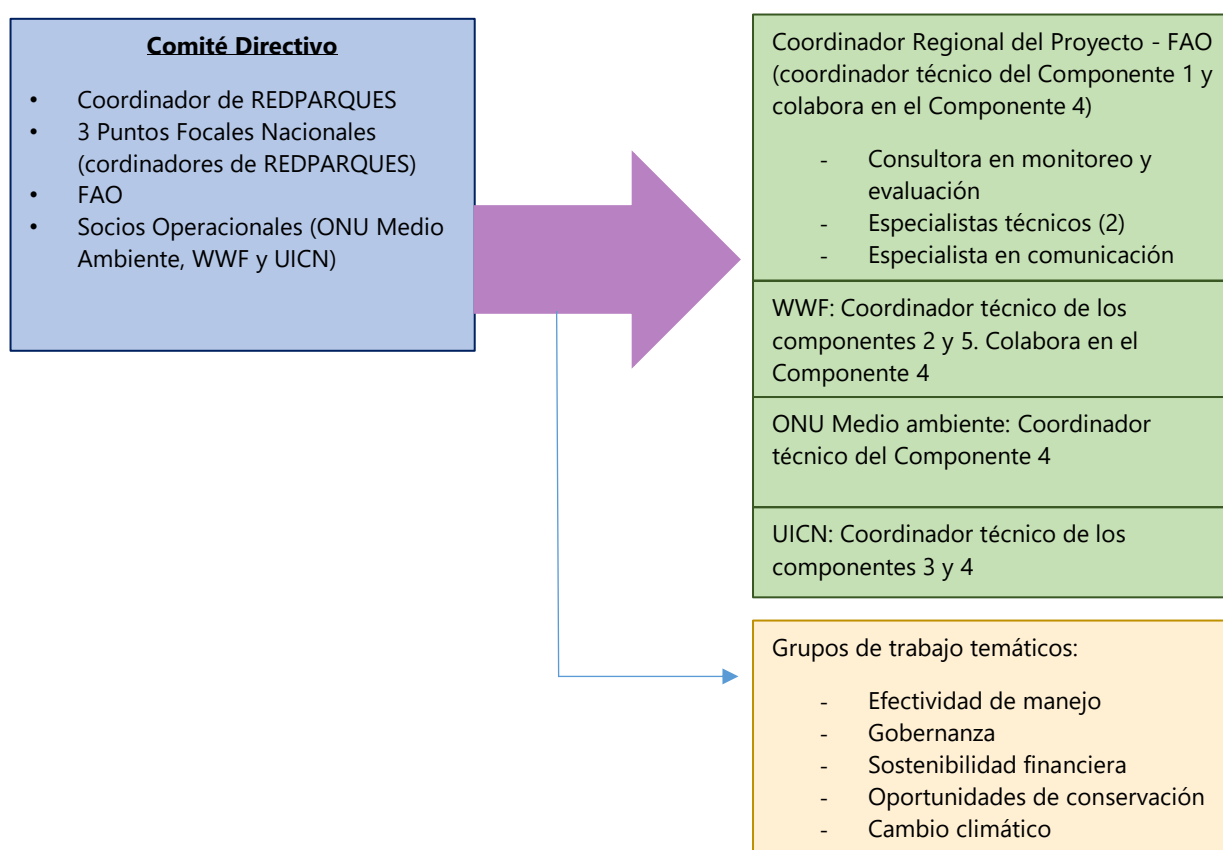 Comité Directivo
• Coordinador de REDPARQUES
• 3 Puntos Focales Nacionales
(cordinadores de REDPARQUES)
• FAO
• Socios Operacionales (ONU Medio
Ambiente, WWF y UICN)
Coordinador Regional del Proyecto - FAO
(coordinador técnico del Componente 1 y
colabora en el Componente 4)
- Consultora en monitoreo y
evaluación
- Especialistas técnicos (2)
- Especialista en comunicación
WWF: Coordinador técnico de los
componentes 2 y 5. Colabora en el
Componente 4
ONU Medio ambiente: Coordinador
técnico del Componente 4
UICN: Coordinador técnico de los
componentes 3 y 4
Grupos de trabajo temáticos:
- Efectividad de manejo
- Gobernanza
- Sostenibilidad financiera
- Oportunidades de conservación
- Cambio climático